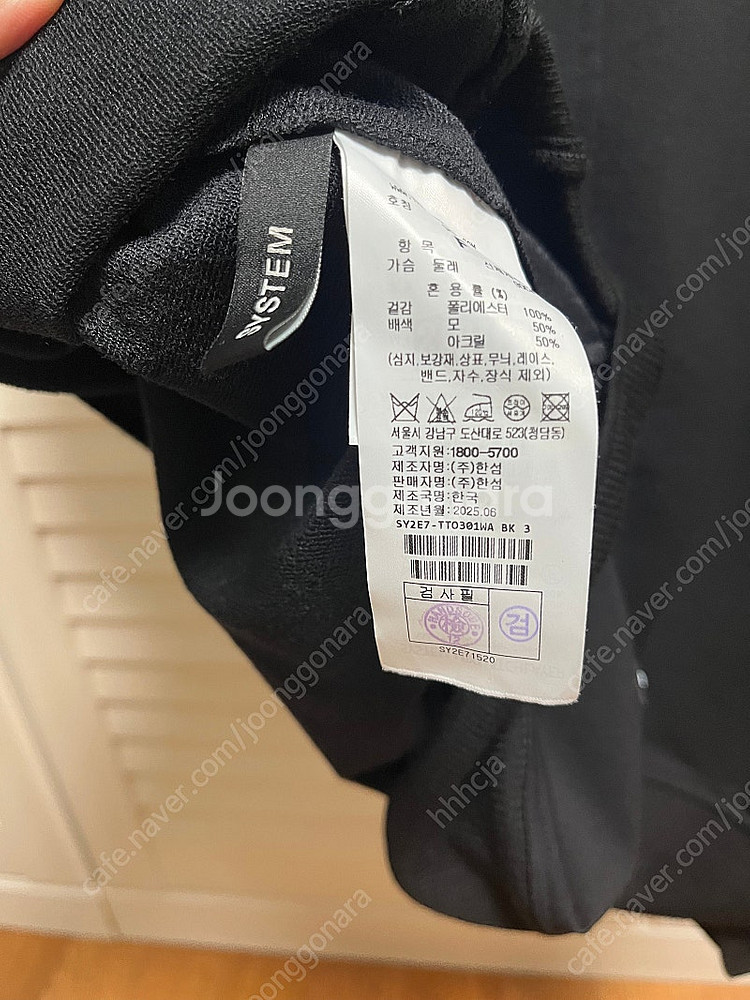 SYSTEM
호칭
항 목
가슴 둘레
혼 용 률 (%)
겉감 폴리에스터 100%
배색 모 50%
아크릴 50%
(심지,보강재,상표,무늬,레이스,
밴드,자수,장식 제외)
서울시 강남구 도산대로 523(청담동)
고객지원:1800-5700
제조자명:(주)한섬
판매자명:(주)한섬
제조국명:한국
제조년월:2025.06
SY2E7-TTO301WA BK 3
검 사 필
검
SY2E71520
Joonggonara
cafe.naver.com/joonggonara
hhhcja